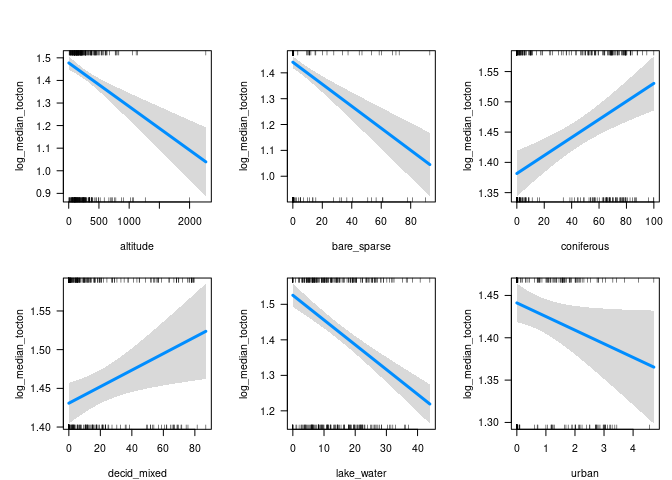 log_median_tocton
1.5
1.4
1.3
1.2
1.1
1.0
0.9
0 500 1000 2000
altitude
log_median_tocton
1.4
1.3
1.2
1.1
1.0
0 20 40 60 80
bare_sparse
log_median_tocton
1.55
1.50
1.45
1.40
1.35
0 20 40 60 80 100
coniferous
log_median_tocton
1.55
1.50
1.45
1.40
0 20 40 60 80
decid_mixed
log_median_tocton
1.5
1.4
1.3
1.2
0 10 20 30 40
lake_water
log_median_tocton
1.45
1.40
1.35
1.30
0 1 2 3 4
urban